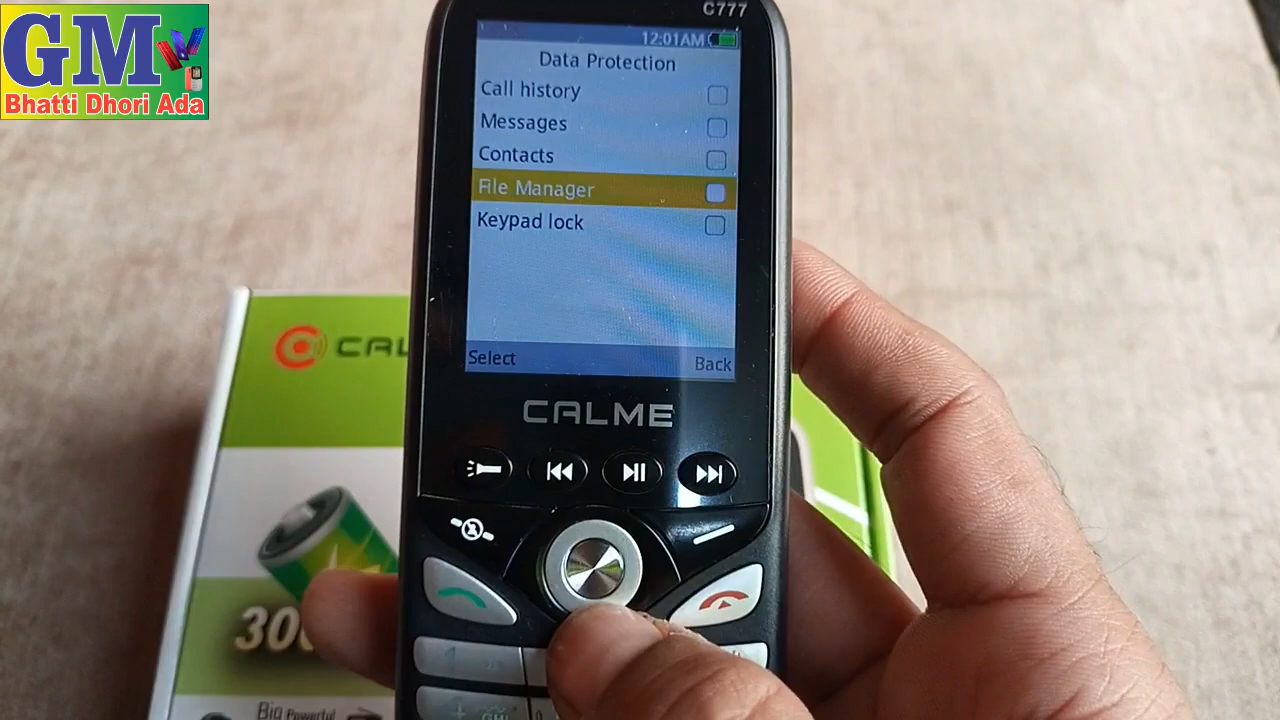 GM
Bhatti Dhori Ada
C777
12:01AM
Data Protection
Call history
Messages
Contacts
File Manager
Keypad lock
Select
Back
CALME
CAL
Big Powerful